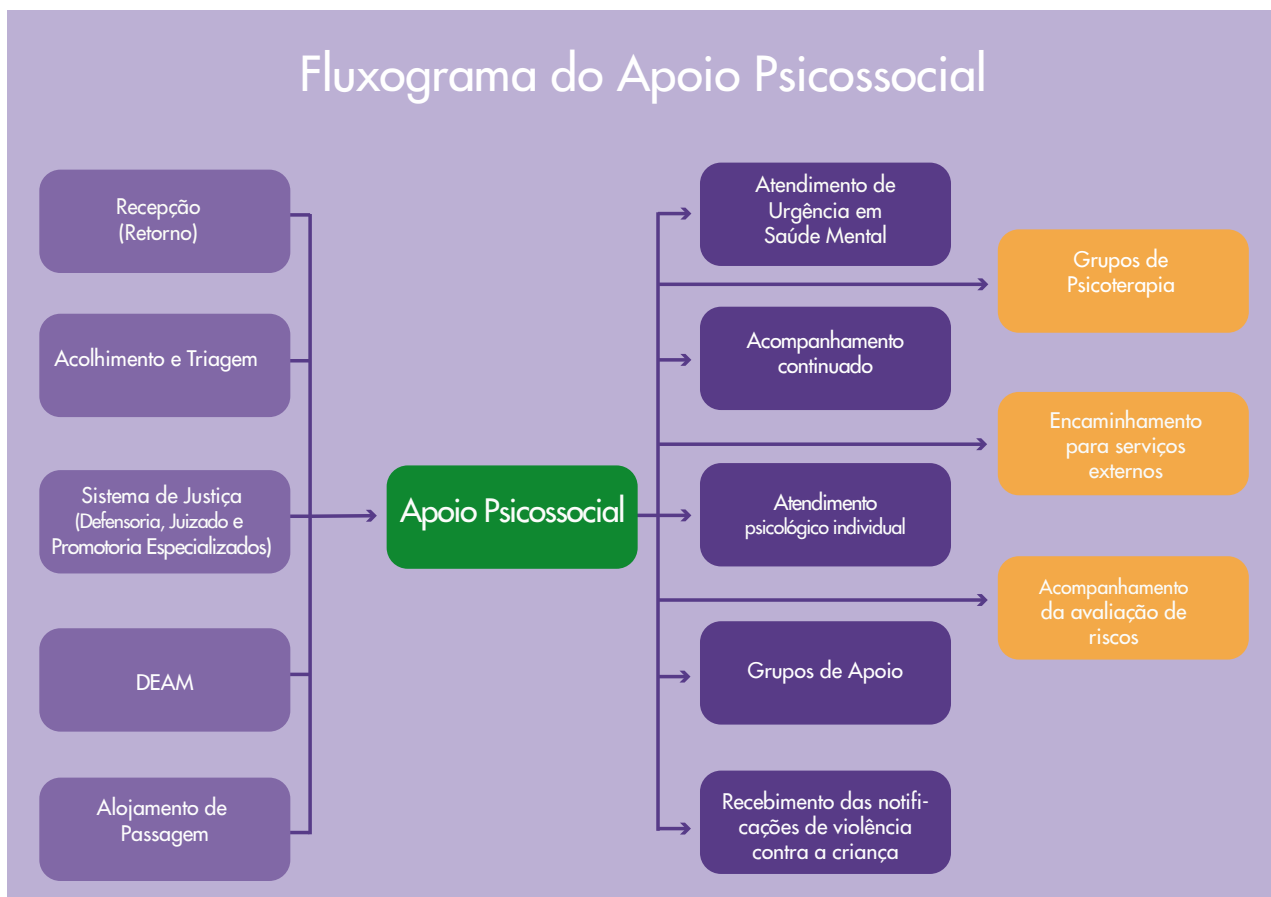 Fluxograma do Apoio Psicossocial
Recepção
(Retorno)
Acolhimento e Triagem
Sistema de Justiça
(Defensoria, Juizado e
Promotoria Especializados)
DEAM
Alojamento de
Passagem
Apoio Psicossocial
Atendimento de
Urgência em
Saúde Mental
Acompanhamento
continuado
Atendimento
psicológico individual
Grupos de Apoio
Recebimento das notifi-
cações de violência
contra a criança
Grupos de
Psicoterapia
Encaminhamento
para serviços
externos
Acompanhamento
da avaliação de
riscos